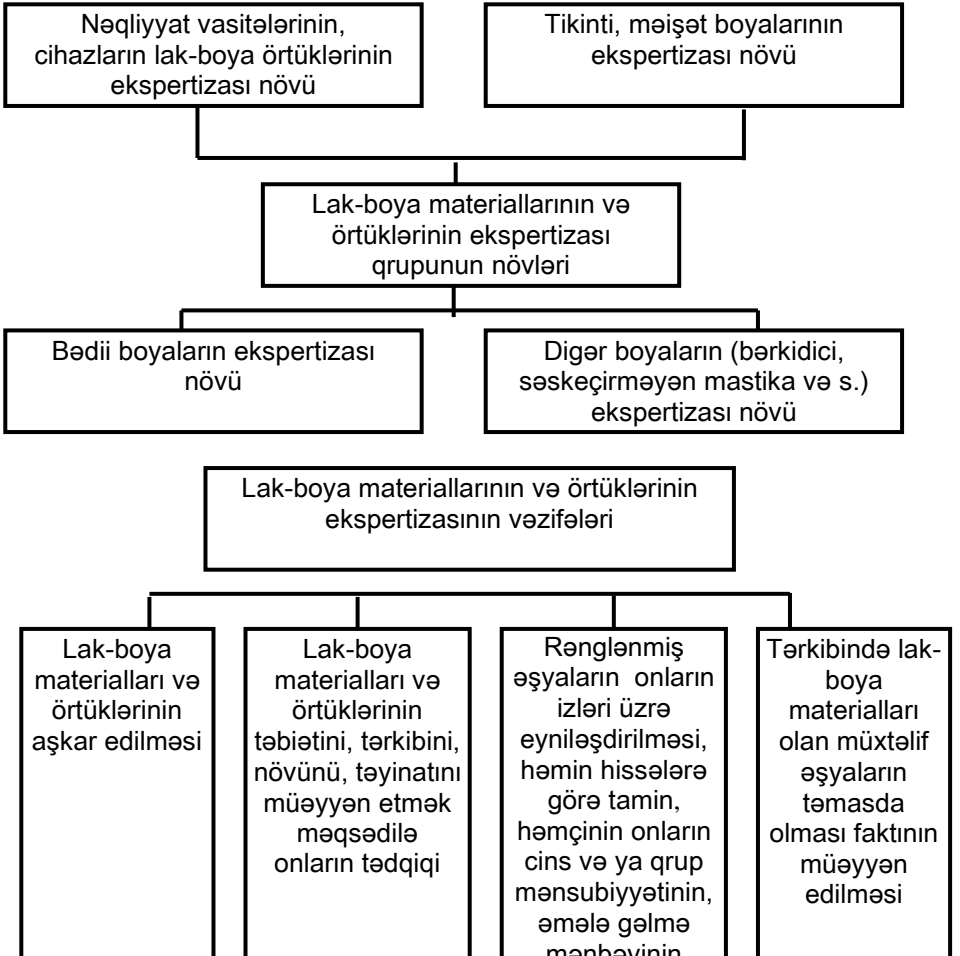 Nəqliyyat vasitələrinin,
cihazların lak-boya örtüklərinin
ekspertizası növü
Tikinti, məişət boyalarının
ekspertizası növü
Lak-boya materiallarının və
örtüklərinin ekspertizası
qrupunun növləri
Bədii boyaların ekspertizası
növü
Digər boyaların (bərkidici,
səskeçirməyən mastika və s.)
ekspertizası növü
Lak-boya materiallarının və örtüklərinin
ekspertizasının vəzifələri
Lak-boya
materialları və
örtüklərinin
aşkar edilməsi
Lak-boya
materialları və
örtüklərinin
təbiətini, tərkibini,
növünü, təyinatını
müəyyən etmək
məqsədilə
onların tədqiqi
Rənglənmiş
əşyaların onların
izləri üzrə
eyniləşdirilməsi,
həmin hissələrə
görə tamin,
həmçinin onların
cins və ya qrup
mənsubiyyətinin,
əmələ gəlmə
mənbəyinin
Tərkibində lak-
boya
materialları
olan müxtəlif
əşyaların
təmasda
olması faktının
müəyyən
edilməsi